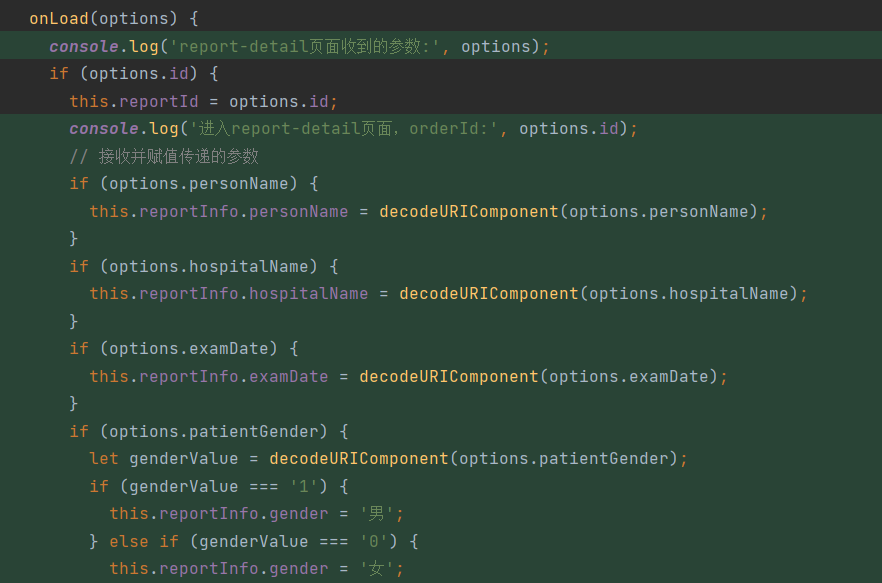 onLoad(options) {
console.log('report-detail页面收到的参数:', options);
if (options.id) {
this.reportId = options.id;
console.log('进入report-detail页面，orderId:', options.id);
// 接收并赋值传递的参数
if (options.personName) {
this.reportInfo.personName = decodeURIComponent(options.personName);
}
if (options.hospitalName) {
this.reportInfo.hospitalName = decodeURIComponent(options.hospitalName);
}
if (options.examDate) {
this.reportInfo.examDate = decodeURIComponent(options.examDate);
}
if (options.patientGender) {
let genderValue = decodeURIComponent(options.patientGender);
if (genderValue === '1') {
this.reportInfo.gender = '男';
} else if (genderValue === '0') {
this.reportInfo.gender = '女';